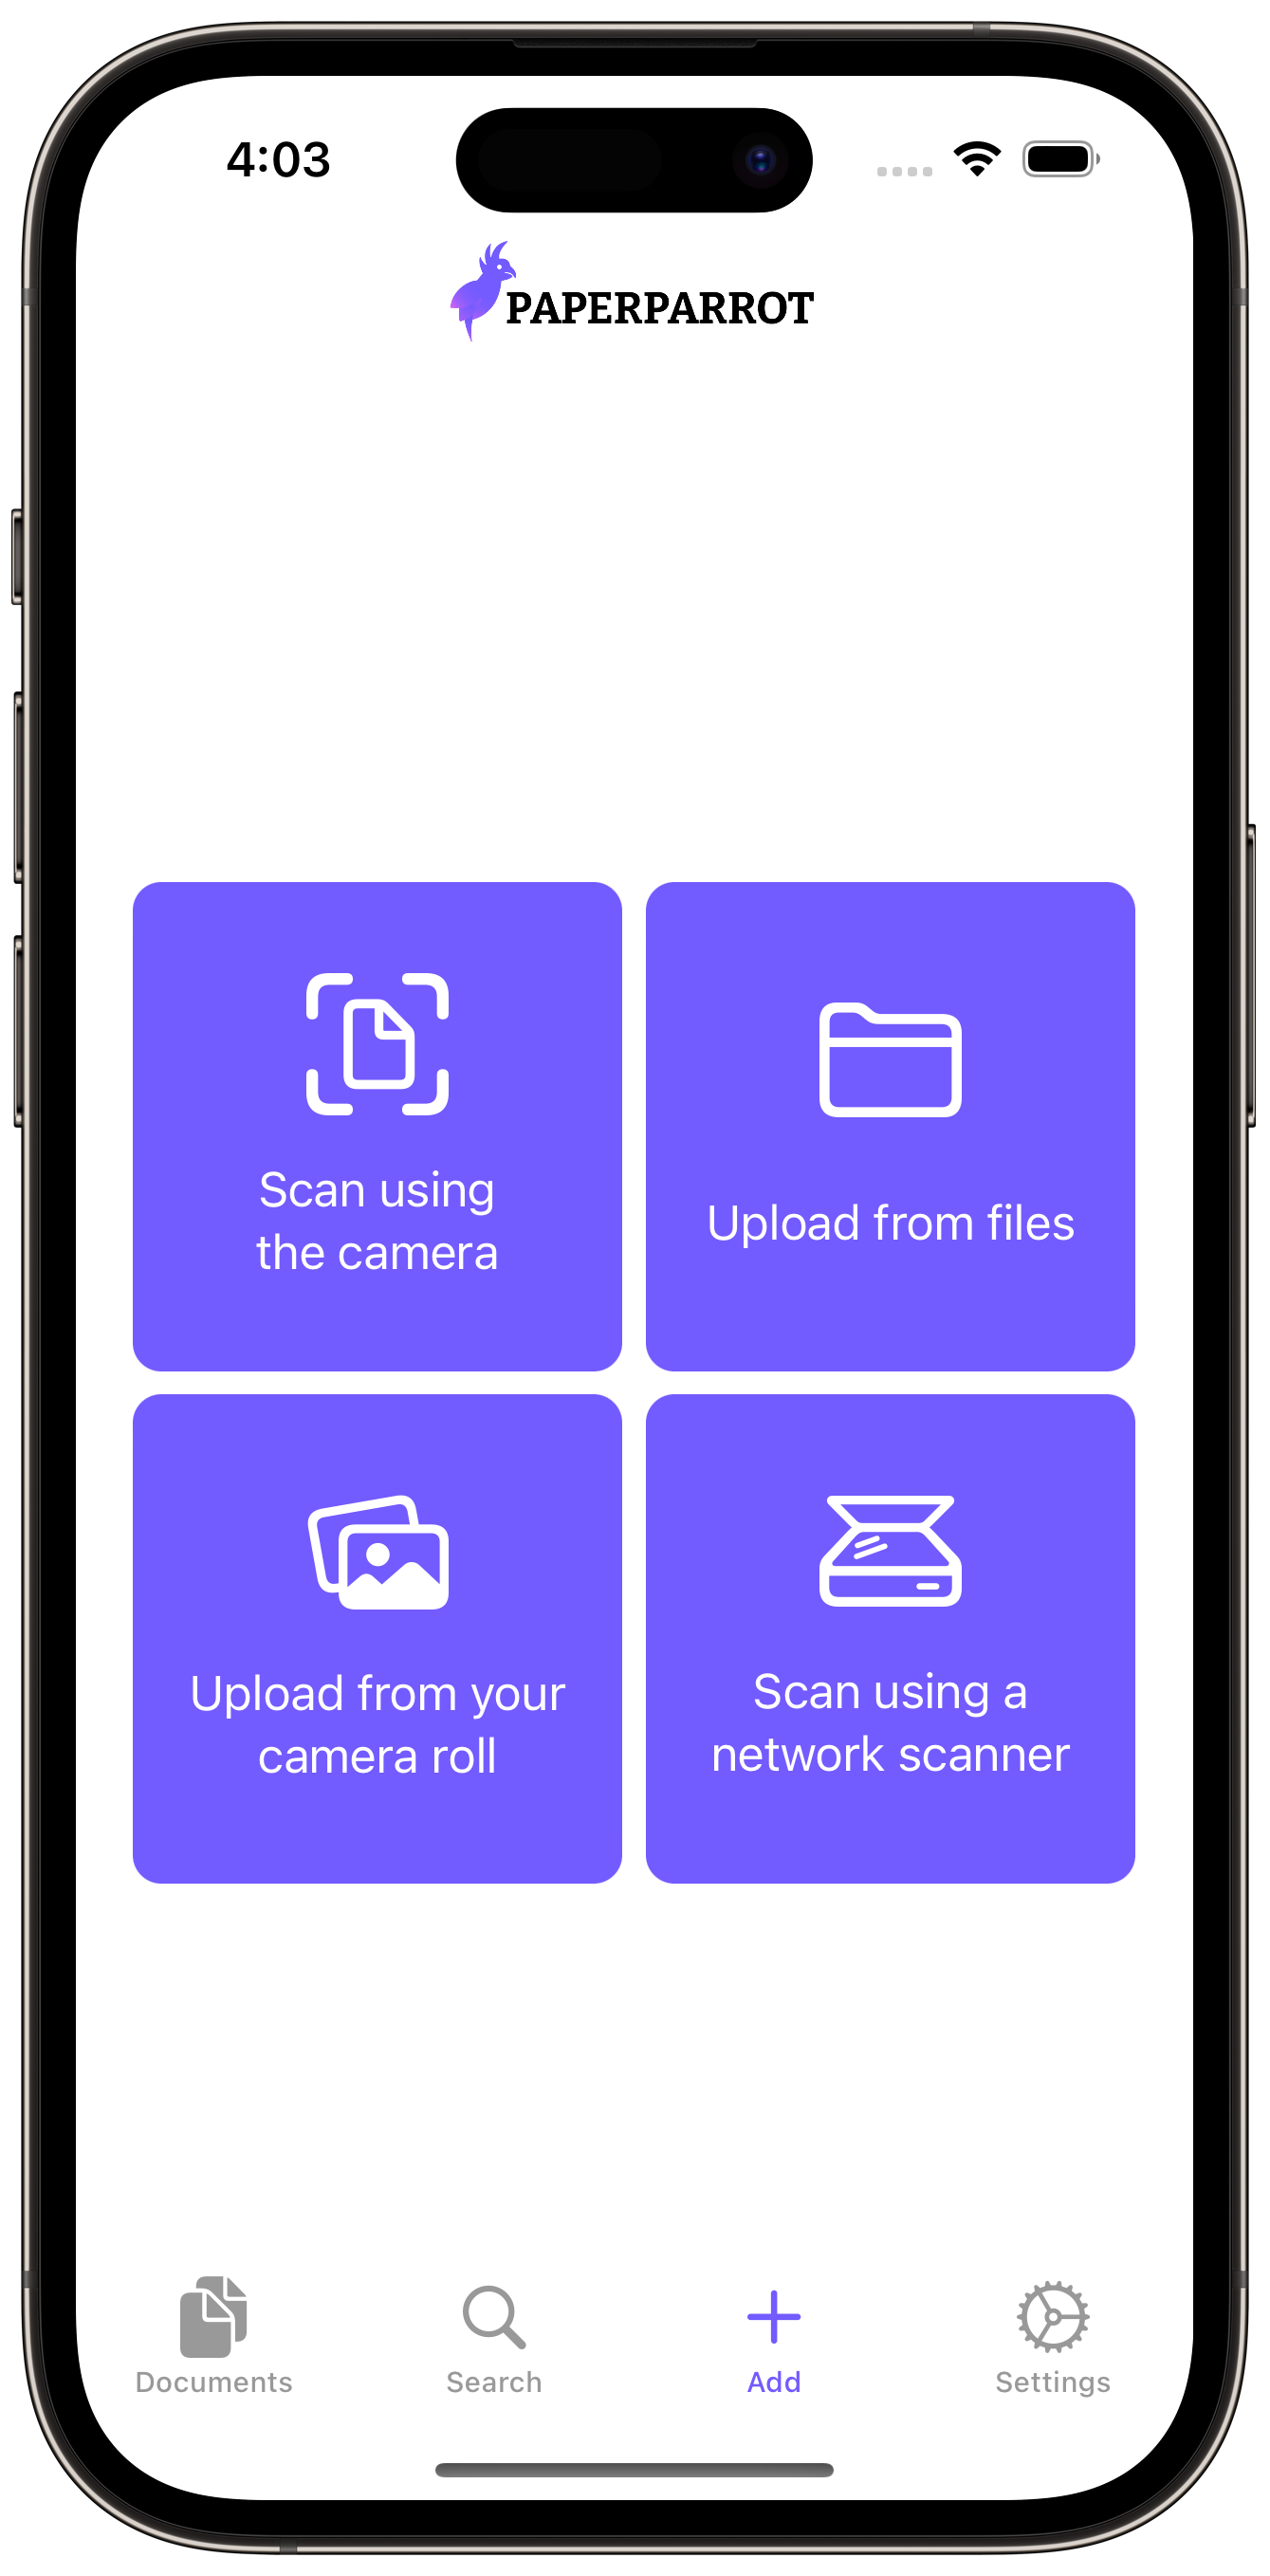 4:03
PAPERPARROT
Scan using
the camera
Upload from files
Upload from your
camera roll
Scan using a
network scanner
Documents
Search
Add
Settings